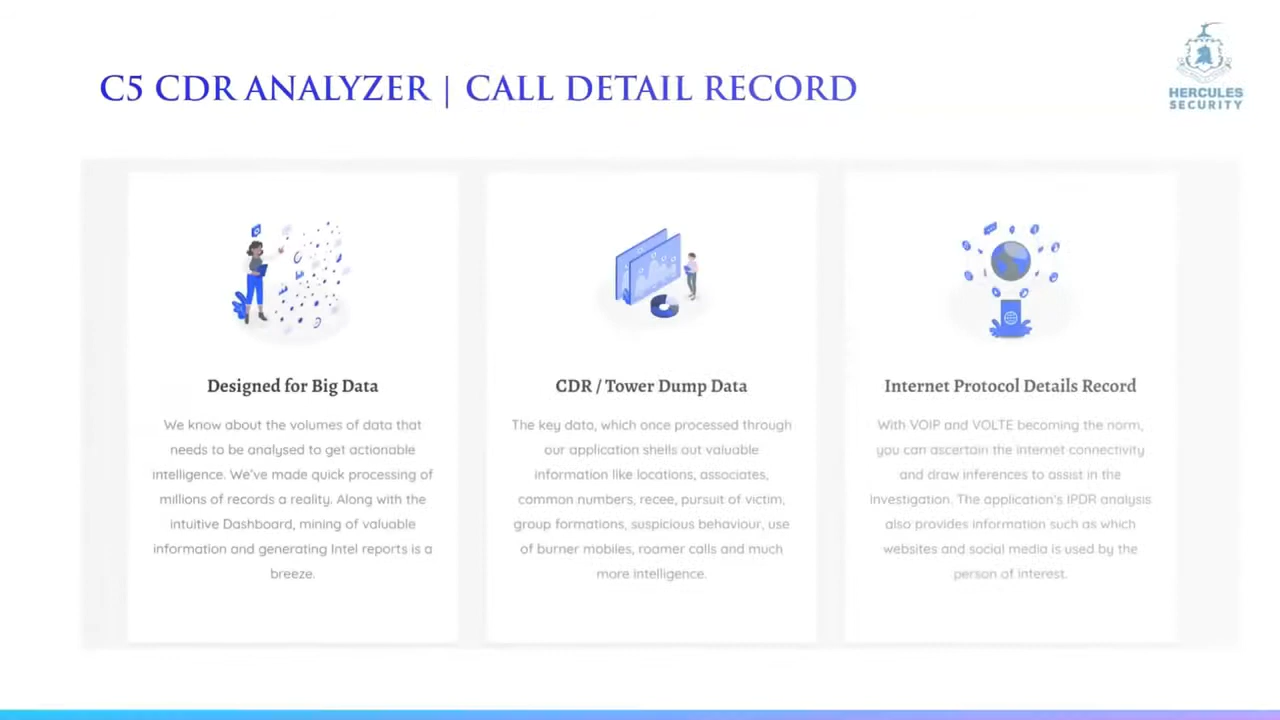 C5 CDR ANALYZER | CALL DETAIL RECORD
HERCULES
SECURITY
Designed for Big Data
We know about the volumes of data that
needs to be analysed to get actionable
intelligence. We've made quick processing of
millions of records a reality. Along with the
intuitive Dashboard, mining of valuable
information and generating Intel reports is a
breeze.
CDR / Tower Dump Data
The key data, which once processed through
our application shells out valuable
information like locations, associates,
common numbers, recee, pursuit of victim,
group formations, suspicious behaviour, use
of burner mobiles, roamer calls and much
more intelligence.
Internet Protocol Details Record
With VOIP and VOLTE becoming the norm,
you can ascertain the internet connectivity
and draw inferences to assist in the
investigation. The application's IPDR analysis
also provides information such as which
websites and social media is used by the
person of interest.